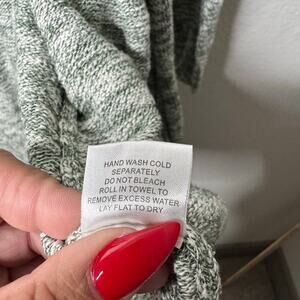 HAND WASH COLD
SEPARATELY
DO NOT BLEACH
ROLL IN TOWEL TO
REMOVE EXCESS WATER
LAY FLAT TO DRY